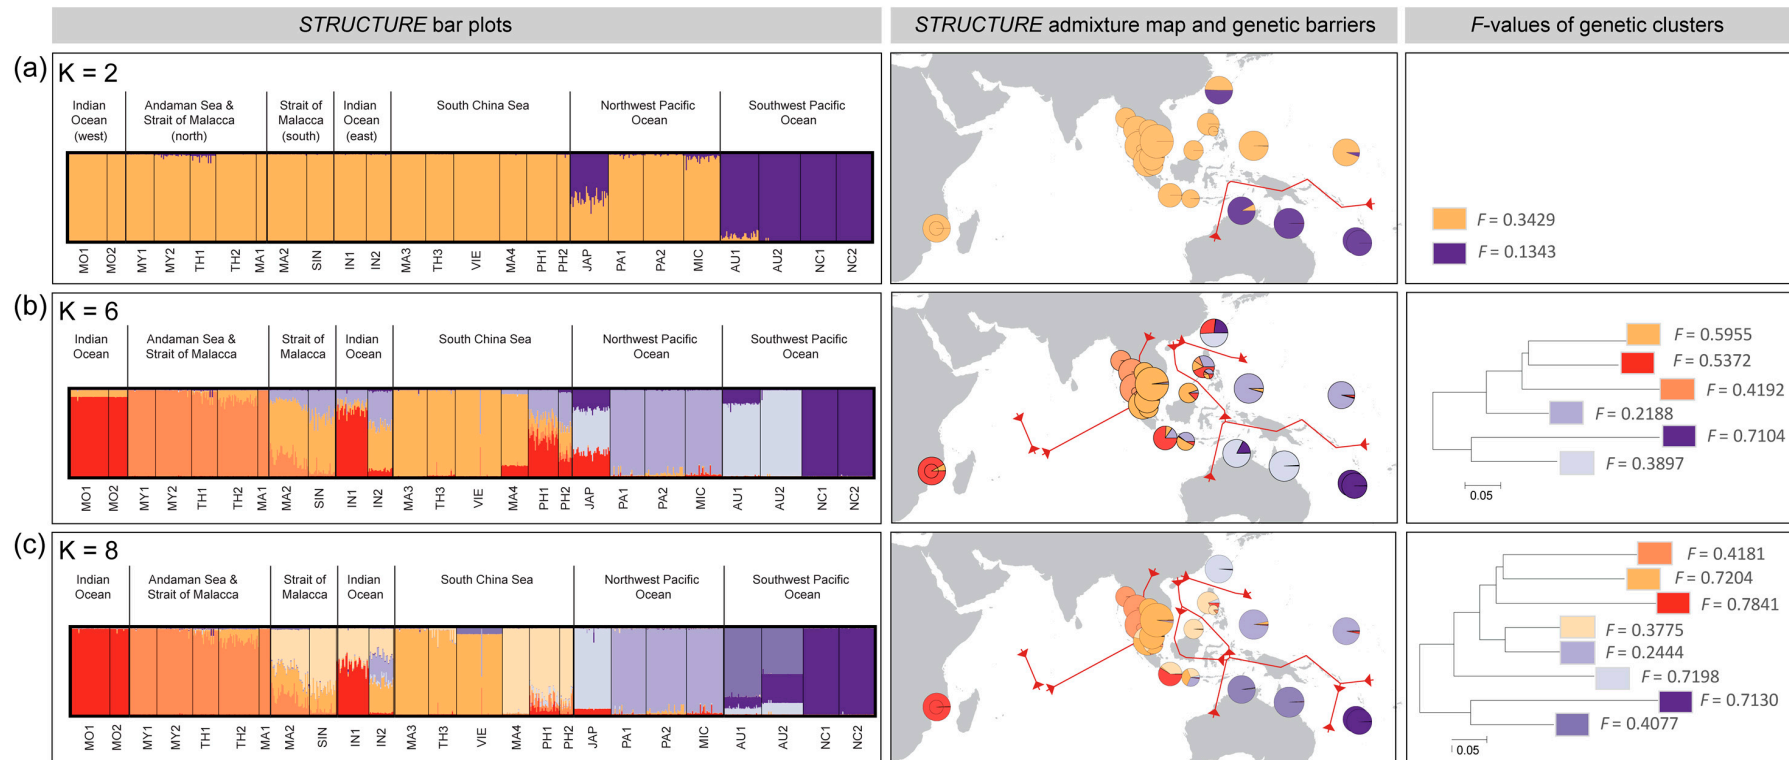 STRUCTURE bar plots
STRUCTURE admixture map and genetic barriers
F-values of genetic clusters
(a)
K = 2
Indian Ocean (west)
Andaman Sea & Strait of Malacca (north)
Strait of Malacca (south)
Indian Ocean (east)
South China Sea
Northwest Pacific Ocean
Southwest Pacific Ocean
MO1 MO2 MY1 MY2 TH1 TH2 MA1 MA2 SIN IN1 IN2 MA3 TH3 VIE MA4 PH1 PH2 JAP PA1 PA2 MIC AU1 AU2 NC1 NC2
F = 0.3429
F = 0.1343
(b)
K = 6
Indian Ocean
Andaman Sea & Strait of Malacca
Strait of Malacca
Indian Ocean
South China Sea
Northwest Pacific Ocean
Southwest Pacific Ocean
MO1 MO2 MY1 MY2 TH1 TH2 MA1 MA2 SIN IN1 IN2 MA3 TH3 VIE MA4 PH1 PH2 JAP PA1 PA2 MIC AU1 AU2 NC1 NC2
F = 0.5955
F = 0.5372
F = 0.4192
F = 0.2188
F = 0.7104
F = 0.3897
0.05
(c)
K = 8
Indian Ocean
Andaman Sea & Strait of Malacca
Strait of Malacca
Indian Ocean
South China Sea
Northwest Pacific Ocean
Southwest Pacific Ocean
MO1 MO2 MY1 MY2 TH1 TH2 MA1 MA2 SIN IN1 IN2 MA3 TH3 VIE MA4 PH1 PH2 JAP PA1 PA2 MIC AU1 AU2 NC1 NC2
F = 0.4181
F = 0.7204
F = 0.7841
F = 0.3775
F = 0.2444
F = 0.7198
F = 0.7130
F = 0.4077
0.05